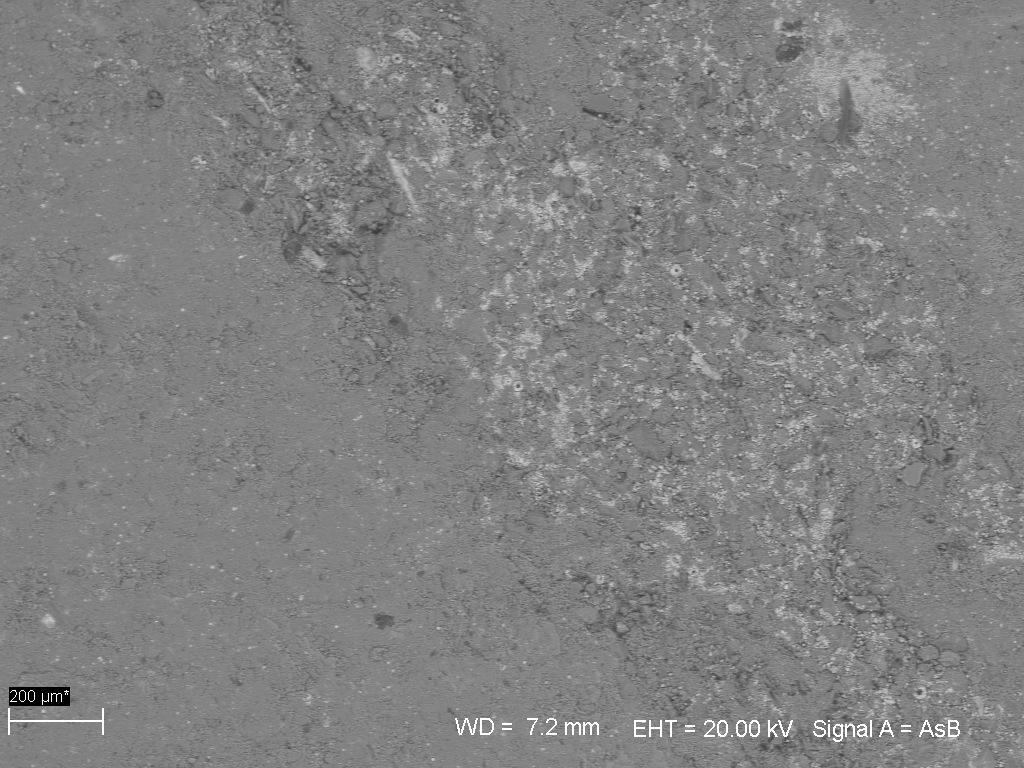 200 µm*
WD = 7.2 mm EHT = 20.00 kV Signal A = AsB